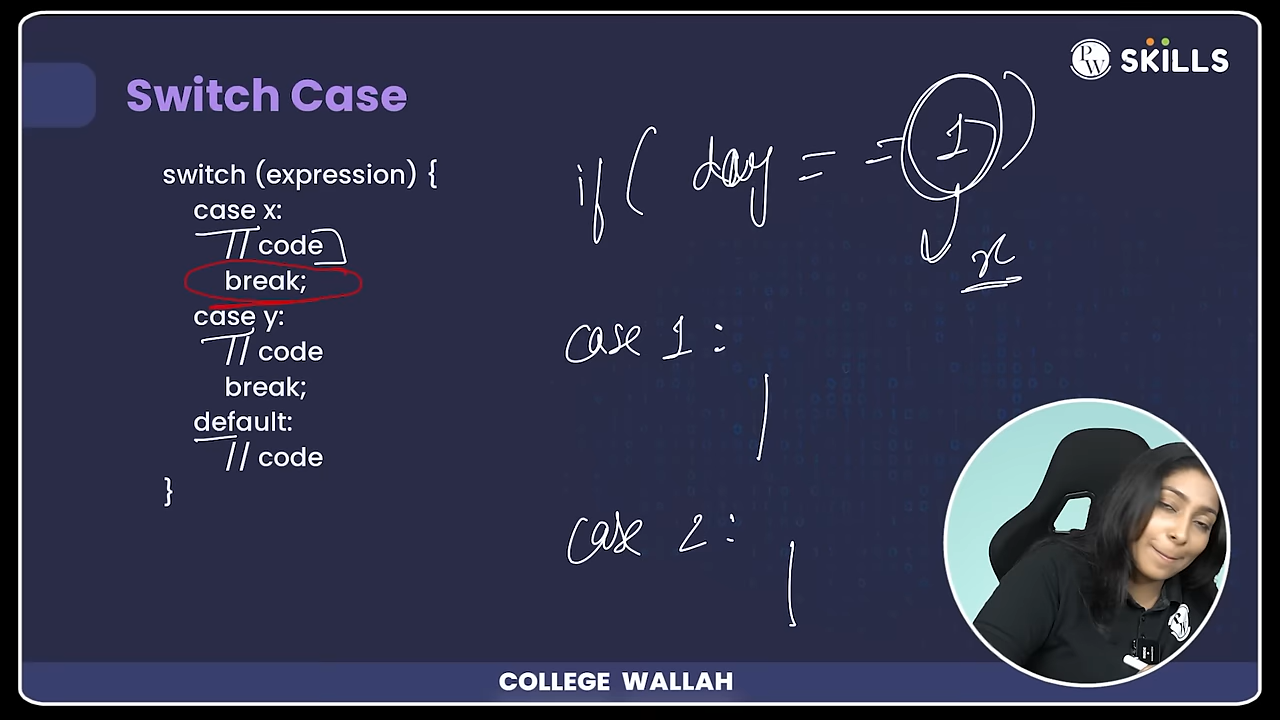 PW SKILLS
Switch Case
switch (expression) {
case x:
// code
break;
case y:
// code
break;
default:
// code
}
if ( day == 1 )
x
case 1 :
case 2 :
COLLEGE WALLAH